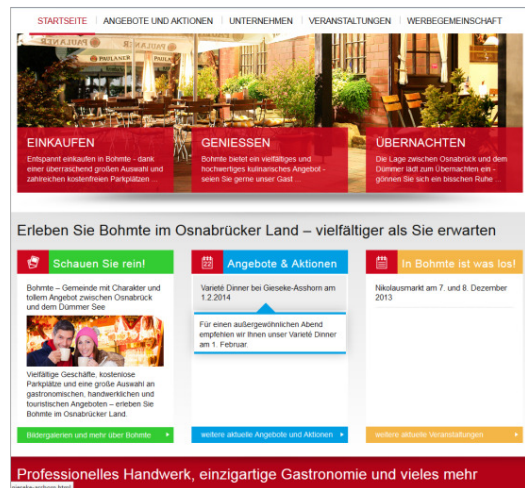 STARTSEITE | ANGEBOTE UND AKTIONEN | UNTERNEHMEN | VERANSTALTUNGEN | WERBEGEMEINSCHAFT
PAULANER
PAULANER
EINKAUFEN
Entspannt einkaufen in Bohmte - dank
einer überraschend großen Auswahl und
zahlreichen kostenfreien Parkplätzen ...
GENIESSEN
Bohmte bietet ein vielfältiges und
hochwertiges kulinarisches Angebot -
seien Sie gerne unser Gast ...
ÜBERNACHTEN
Die Lage zwischen Osnabrück und dem
Dümmer lädt zum Übernachten ein -
gönnen Sie sich ein bisschen Ruhe ...
Erleben Sie Bohmte im Osnabrücker Land – vielfältiger als Sie erwarten
Schauen Sie rein!
Bohmte – Gemeinde mit Charakter und
tollem Angebot zwischen Osnabrück
und dem Dümmer See
Vielfältige Geschäfte, kostenlose
Parkplätze und eine große Auswahl an
gastronomischen, handwerklichen und
touristischen Angeboten – erleben Sie
Bohmte im Osnabrücker Land.
Bildergalerien und mehr über Bohmte
22
Angebote & Aktionen
Varieté Dinner bei Gieseke-Asshorn am
1.2.2014
Für einen außergewöhnlichen Abend
empfehlen wir Ihnen unser Varieté Dinner
am 1. Februar.
weitere aktuelle Angebote und Aktionen
In Bohmte ist was los!
Nikolausmarkt am 7. und 8. Dezember
2013
weitere aktuelle Veranstaltungen
Professionelles Handwerk, einzigartige Gastronomie und vieles mehr